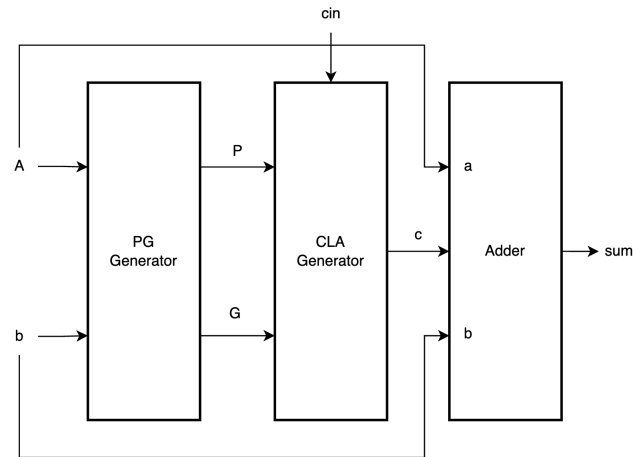 cin
A
P
a
PG
Generator
CLA
Generator
c
Adder
sum
G
b
b